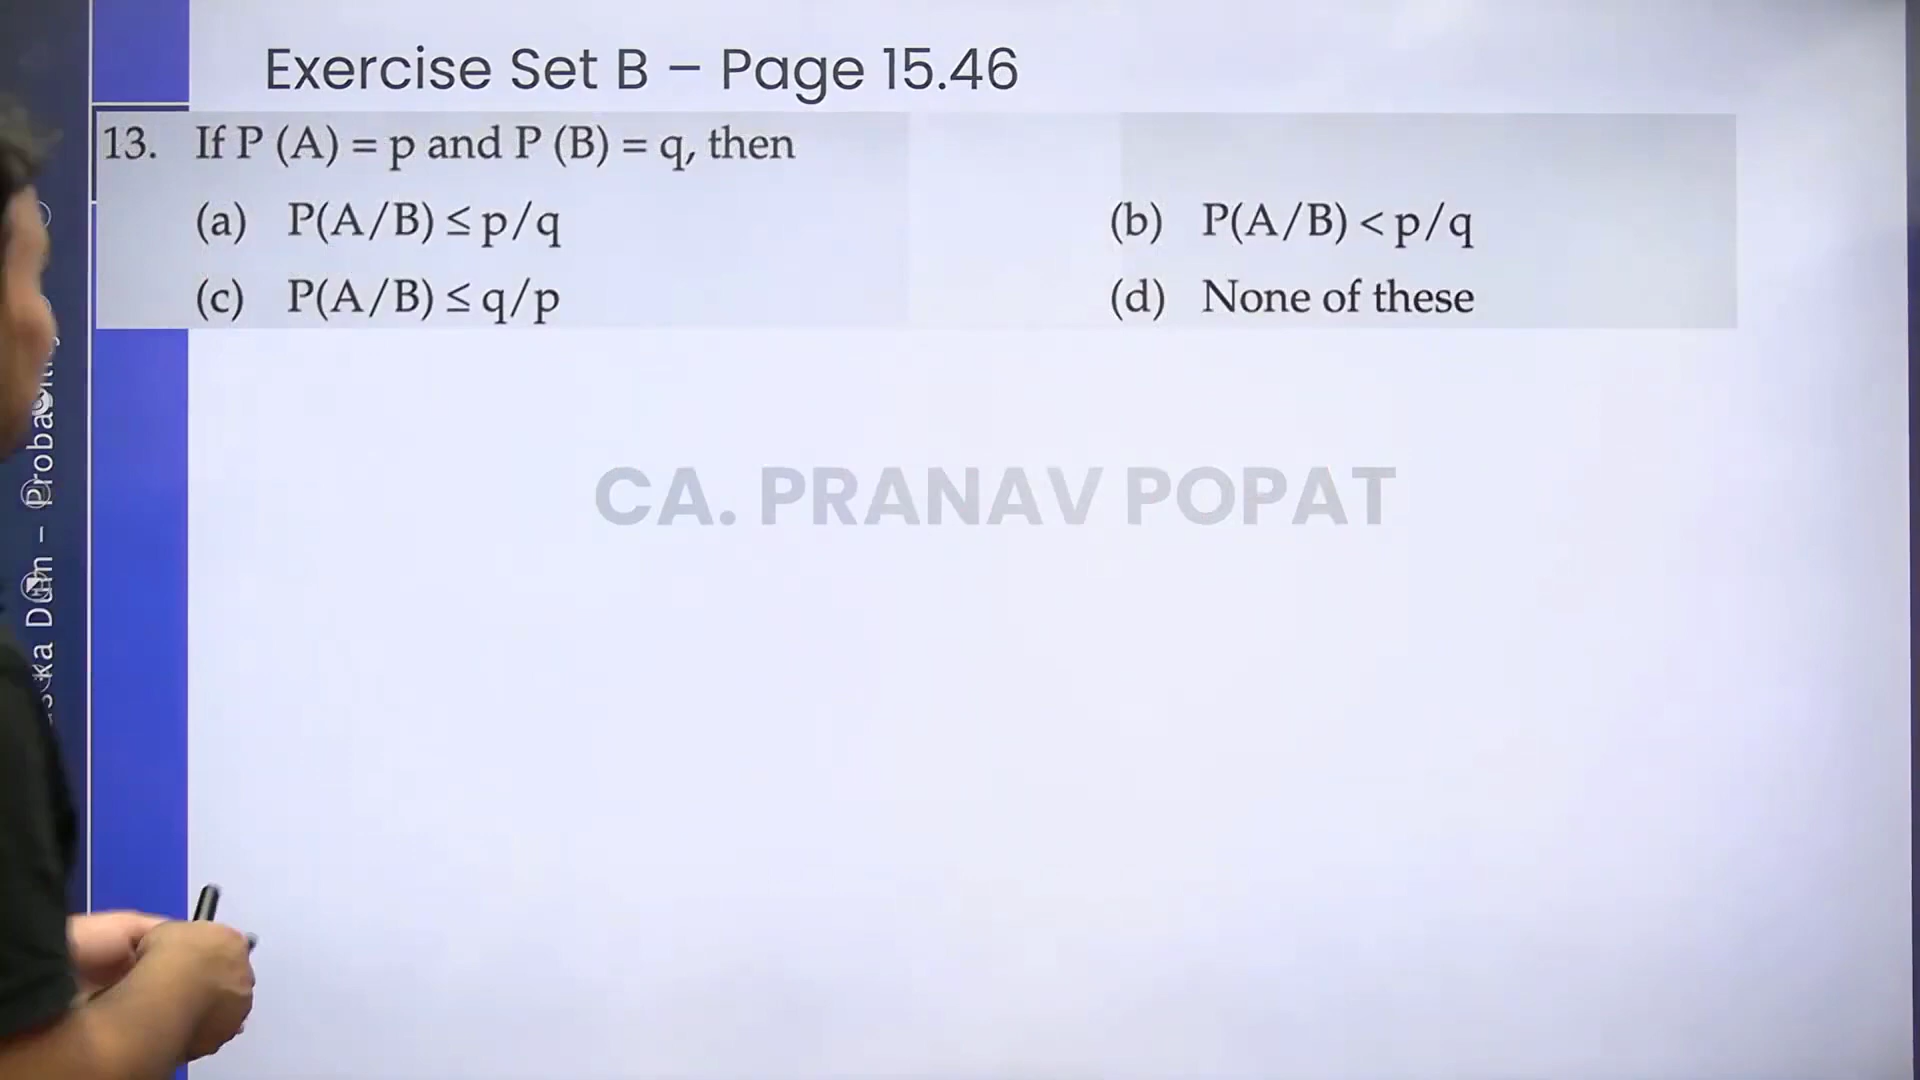 Exercise Set B – Page 15.46
13. If P (A) = p and P (B) = q, then
(a) P(A/B) ≤ p/q
(b) P(A/B) < p/q
(c) P(A/B) ≤ q/p
(d) None of these
CA. PRANAV POPAT